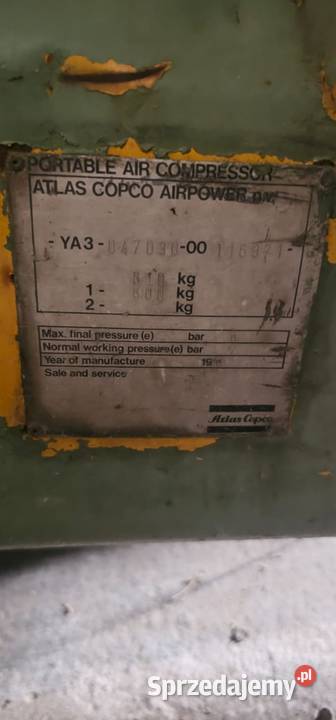 PORTABLE AIR COMPRESSOR
ATLAS COPCO AIRPOWER n.v.
- YA3-047030-00
kg
1- kg
2- kg
Max. final pressure (e) bar
Normal working pressure(e) bar
Year of manufacture 19
Sale and service
Atlas Copco
Sprzedajemy.pl